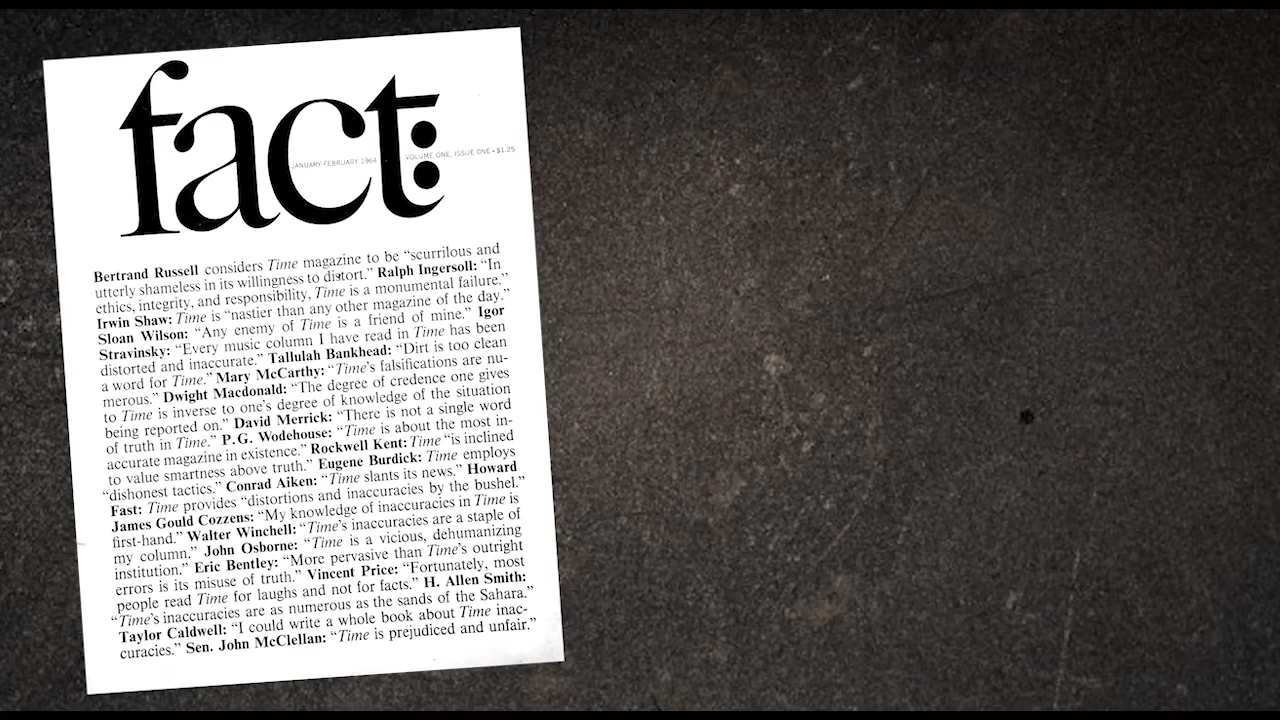 fact:
JANUARY-FEBRUARY 1964 VOLUME ONE, ISSUE ONE • $1.25
Bertrand Russell considers Time magazine to be “scurrilous and
utterly shameless in its willingness to distort.” Ralph Ingersoll: “In
ethics, integrity, and responsibility, Time is a monumental failure.”
Irwin Shaw: Time is “nastier than any other magazine of the day.”
Sloan Wilson: “Any enemy of Time is a friend of mine.” Igor
Stravinsky: “Every music column I have read in Time has been
distorted and inaccurate.” Tallulah Bankhead: “Dirt is too clean
a word for Time.” Mary McCarthy: “Time’s falsifications are nu-
merous.” Dwight Macdonald: “The degree of credence one gives
to Time is inverse to one’s degree of knowledge of the situation
being reported on.” David Merrick: “There is not a single word
of truth in Time.” P.G. Wodehouse: “Time is about the most in-
accurate magazine in existence.” Rockwell Kent: Time “is inclined
to value smartness above truth.” Eugene Burdick: Time employs
“dishonest tactics.” Conrad Aiken: “Time slants its news.” Howard
Fast: Time provides “distortions and inaccuracies by the bushel.”
James Gould Cozzens: “My knowledge of inaccuracies in Time is
first-hand.” Walter Winchell: “Time’s inaccuracies are a staple of
my column.” John Osborne: “Time is a vicious, dehumanizing
institution.” Eric Bentley: “More pervasive than Time’s outright
errors is its misuse of truth.” Vincent Price: “Fortunately, most
people read Time for laughs and not for facts.” H. Allen Smith:
“Time’s inaccuracies are as numerous as the sands of the Sahara.”
Taylor Caldwell: “I could write a whole book about Time inac-
curacies.” Sen. John McClellan: “Time is prejudiced and unfair.”